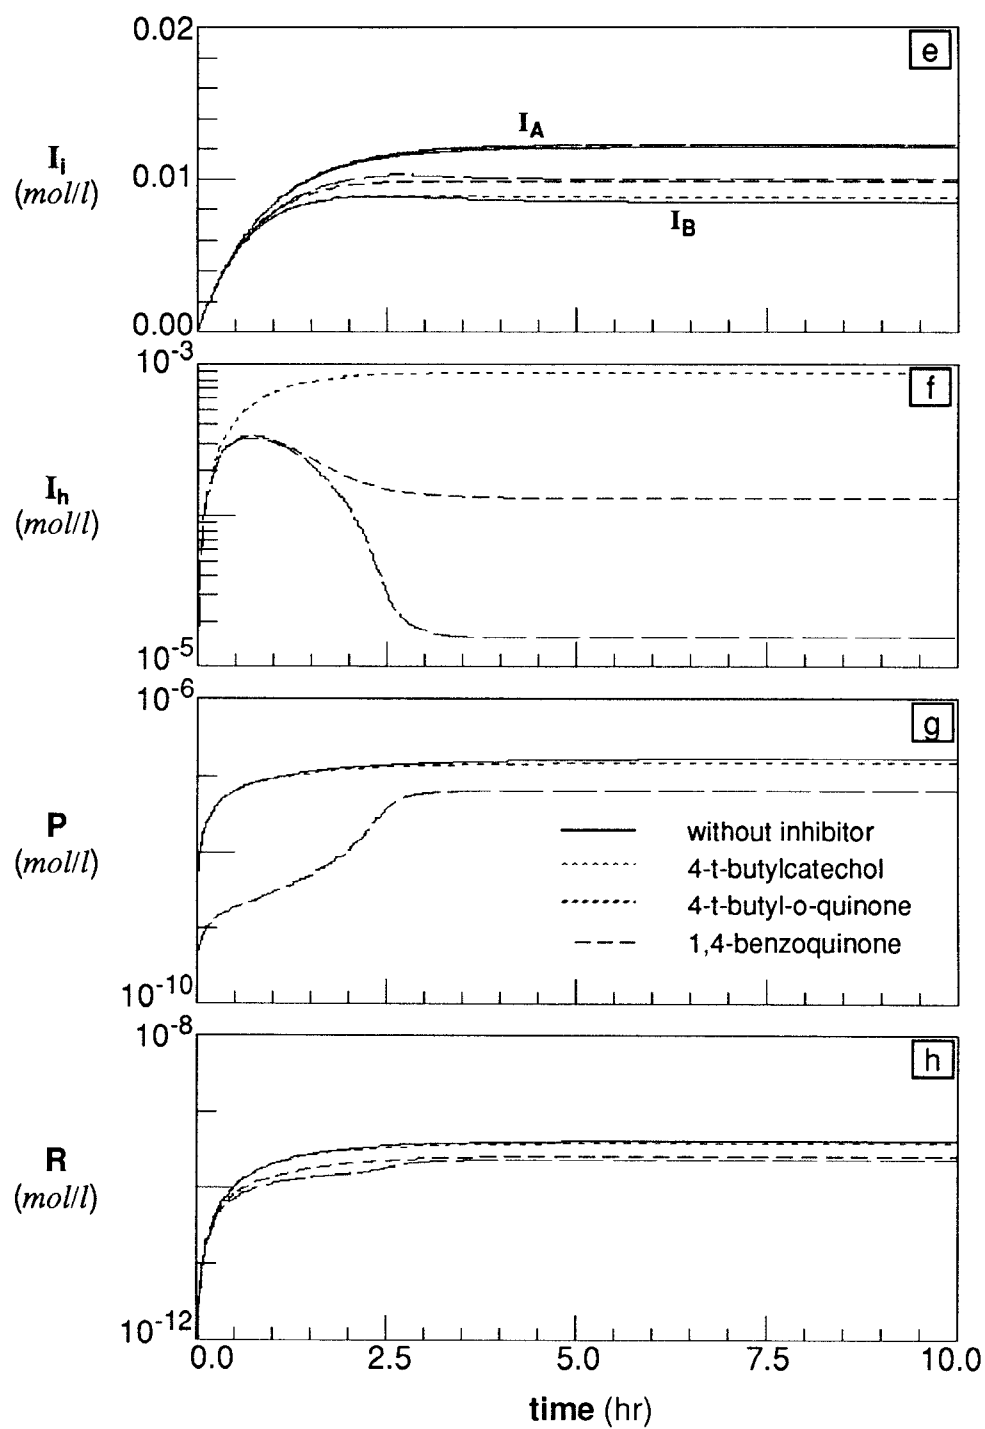 0.02
e
I_A
I_i
(mol/l)
0.01
I_B
0.00
10^-3
f
I_h
(mol/l)
10^-5
10^-6
g
P
(mol/l)
without inhibitor
4-t-butylcatechol
4-t-butyl-o-quinone
1,4-benzoquinone
10^-10
10^-8
h
R
(mol/l)
10^-12
0.0 2.5 5.0 7.5 10.0
time (hr)